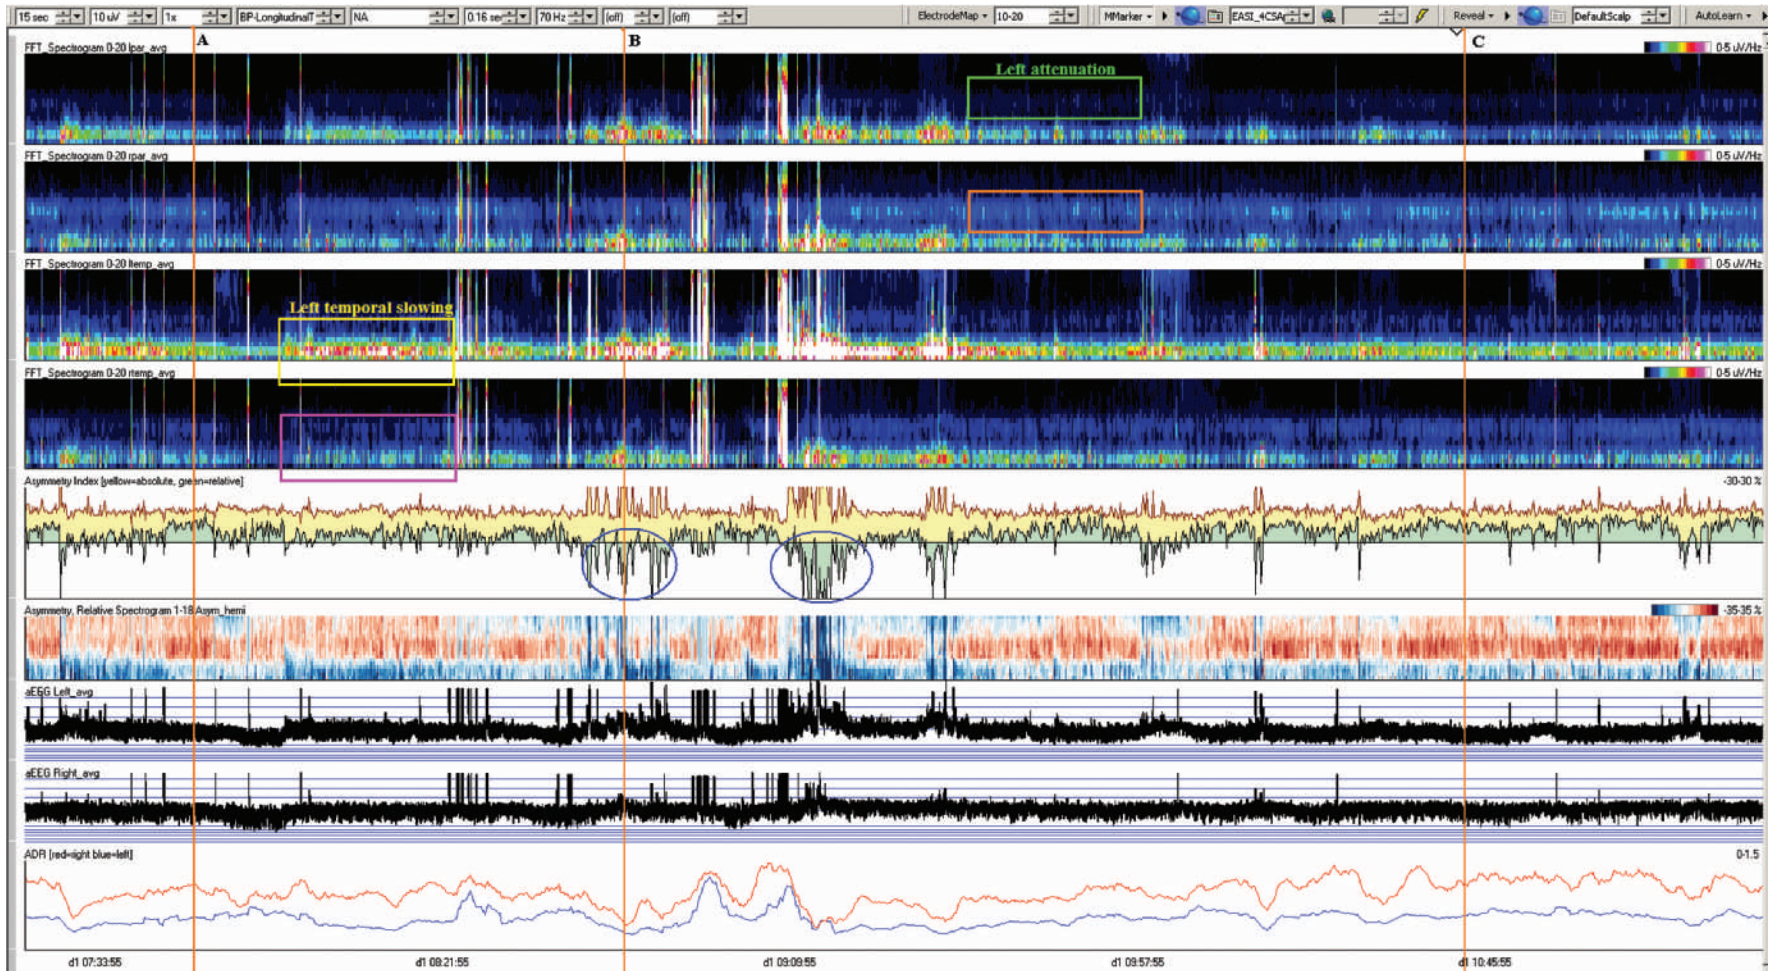 15 sec 10 uV 1x BP-LongitudinalT NA 0.16 sec 70 Hz (off) (off) ElectrodeMap 10-20 MMarker EASI_4CSA Reveal DefaultScalp AutoLearn
A B C
FFT_Spectrogram 0-20 lpar_avg 0-5 uV/Hz
Left attenuation
FFT_Spectrogram 0-20 rpar_avg 0-5 uV/Hz
FFT_Spectrogram 0-20 ltemp_avg 0-5 uV/Hz
Left temporal slowing
FFT_Spectrogram 0-20 rtemp_avg 0-5 uV/Hz
Asymmetry Index [yellow=absolute, green=relative] -30-30 %
Asymmetry, Relative Spectrogram 1-18 Asym_hemi -35-35 %
aEEG Left_avg
aEEG Right_avg
ADR [red=right blue=left] 0-1.5
d1 07:33:55 d1 08:21:55 d1 09:09:55 d1 09:57:55 d1 10:45:55